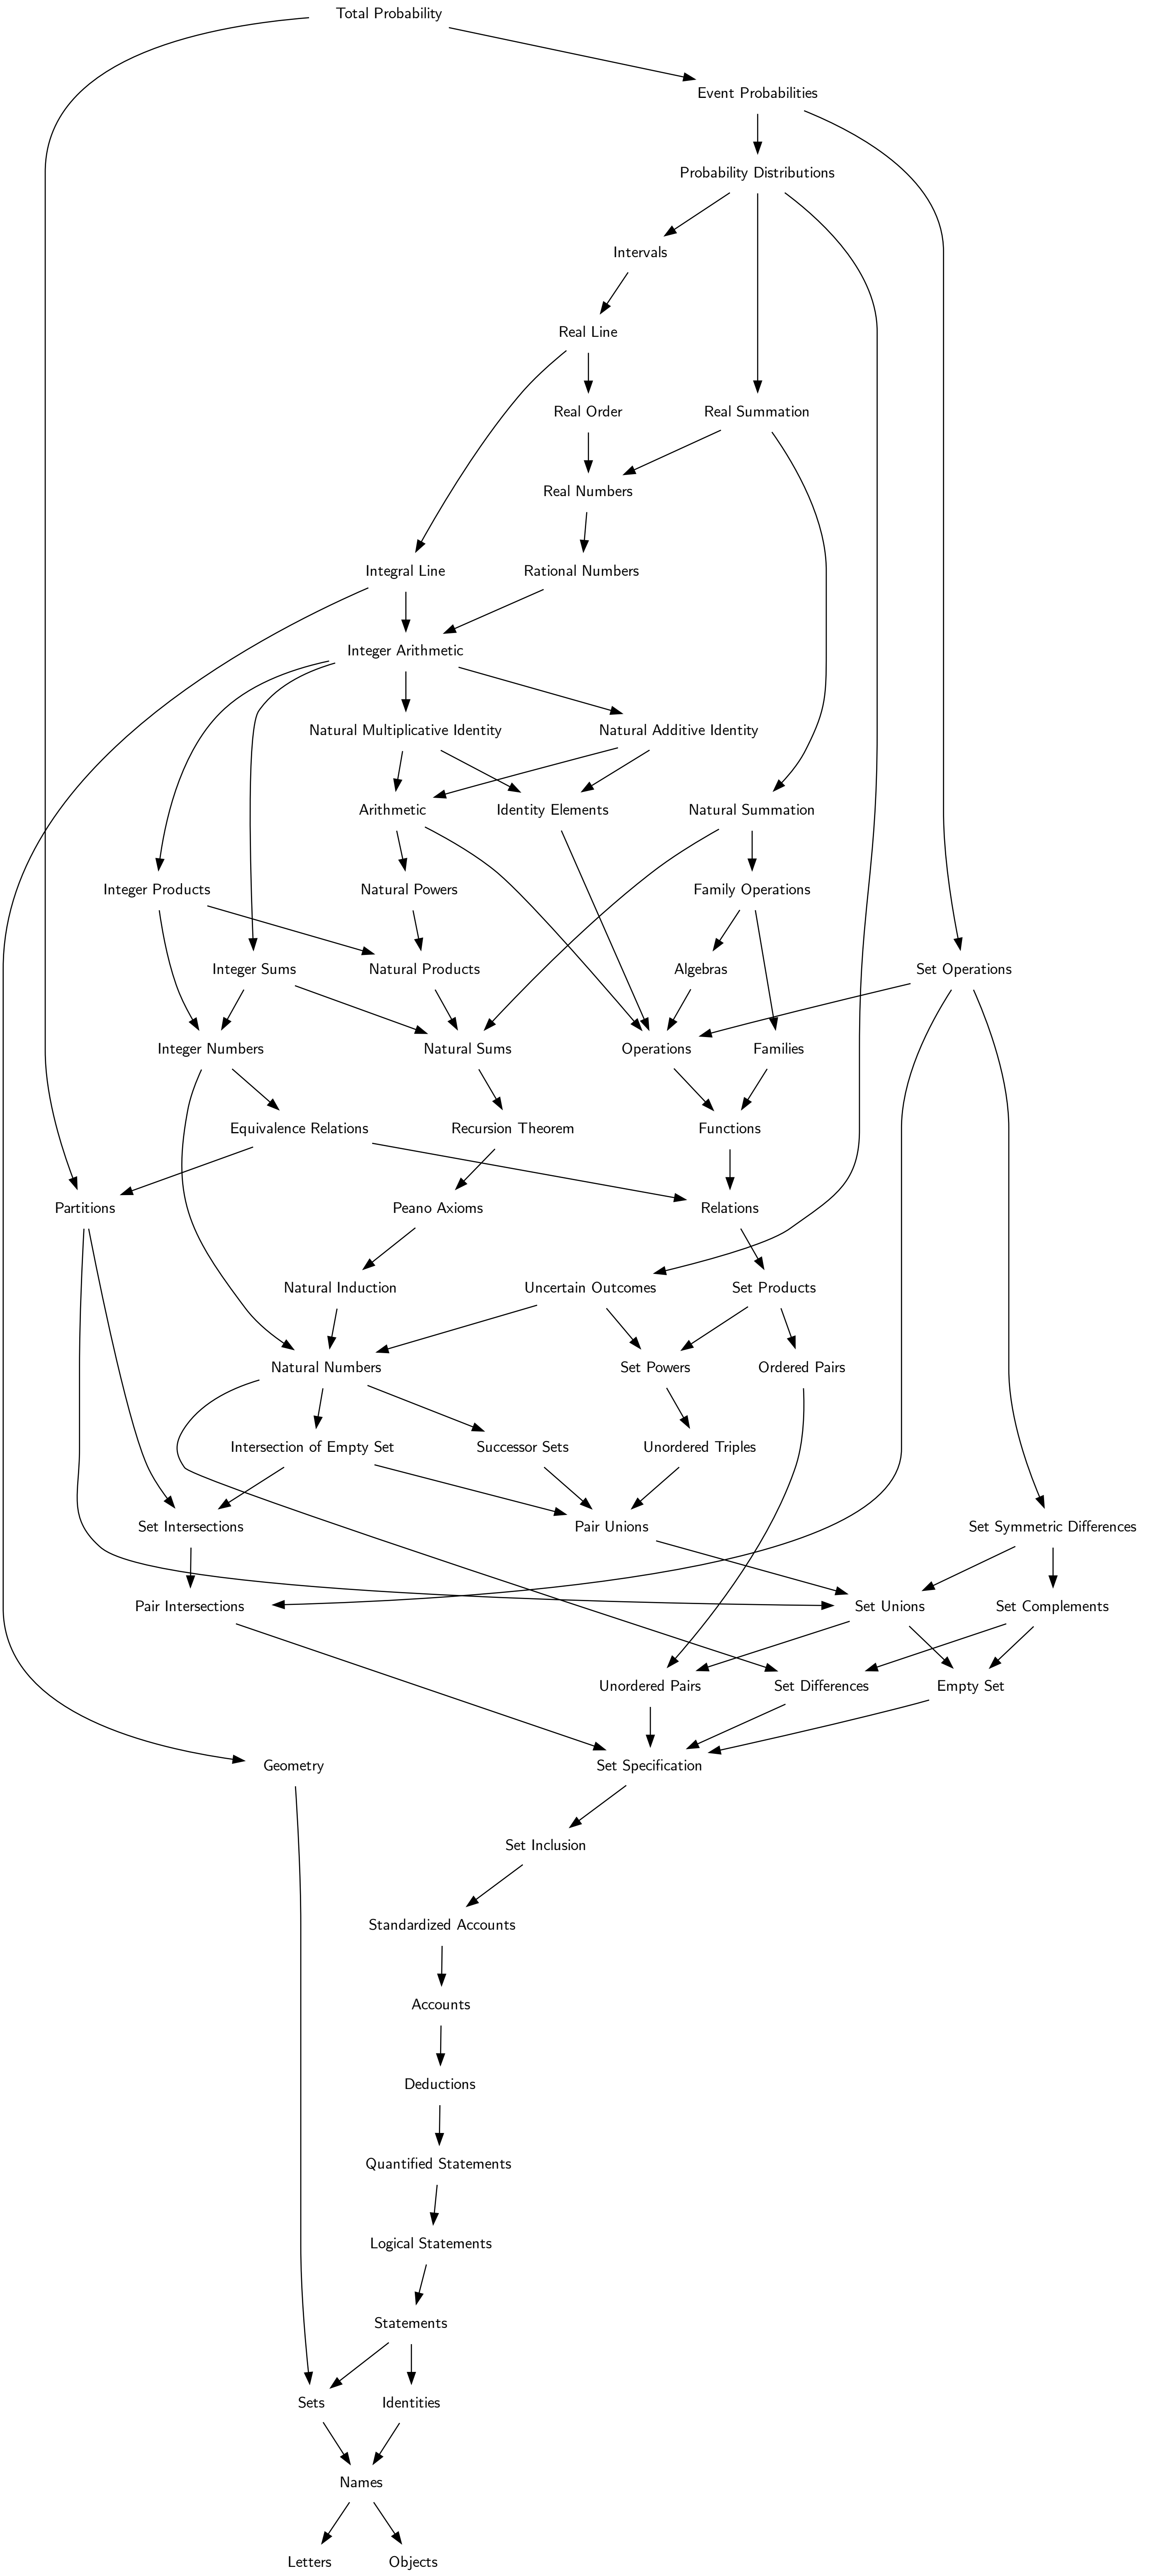 Total Probability
Event Probabilities
Probability Distributions
Intervals
Real Line
Real Order
Real Summation
Real Numbers
Integral Line
Rational Numbers
Integer Arithmetic
Natural Multiplicative Identity
Natural Additive Identity
Arithmetic
Identity Elements
Natural Summation
Integer Products
Natural Powers
Family Operations
Integer Sums
Natural Products
Algebras
Set Operations
Integer Numbers
Natural Sums
Operations
Families
Equivalence Relations
Recursion Theorem
Functions
Partitions
Peano Axioms
Relations
Natural Induction
Uncertain Outcomes
Set Products
Natural Numbers
Set Powers
Ordered Pairs
Intersection of Empty Set
Successor Sets
Unordered Triples
Set Intersections
Pair Unions
Set Symmetric Differences
Pair Intersections
Set Unions
Set Complements
Unordered Pairs
Set Differences
Empty Set
Geometry
Set Specification
Set Inclusion
Standardized Accounts
Accounts
Deductions
Quantified Statements
Logical Statements
Statements
Sets
Identities
Names
Letters
Objects